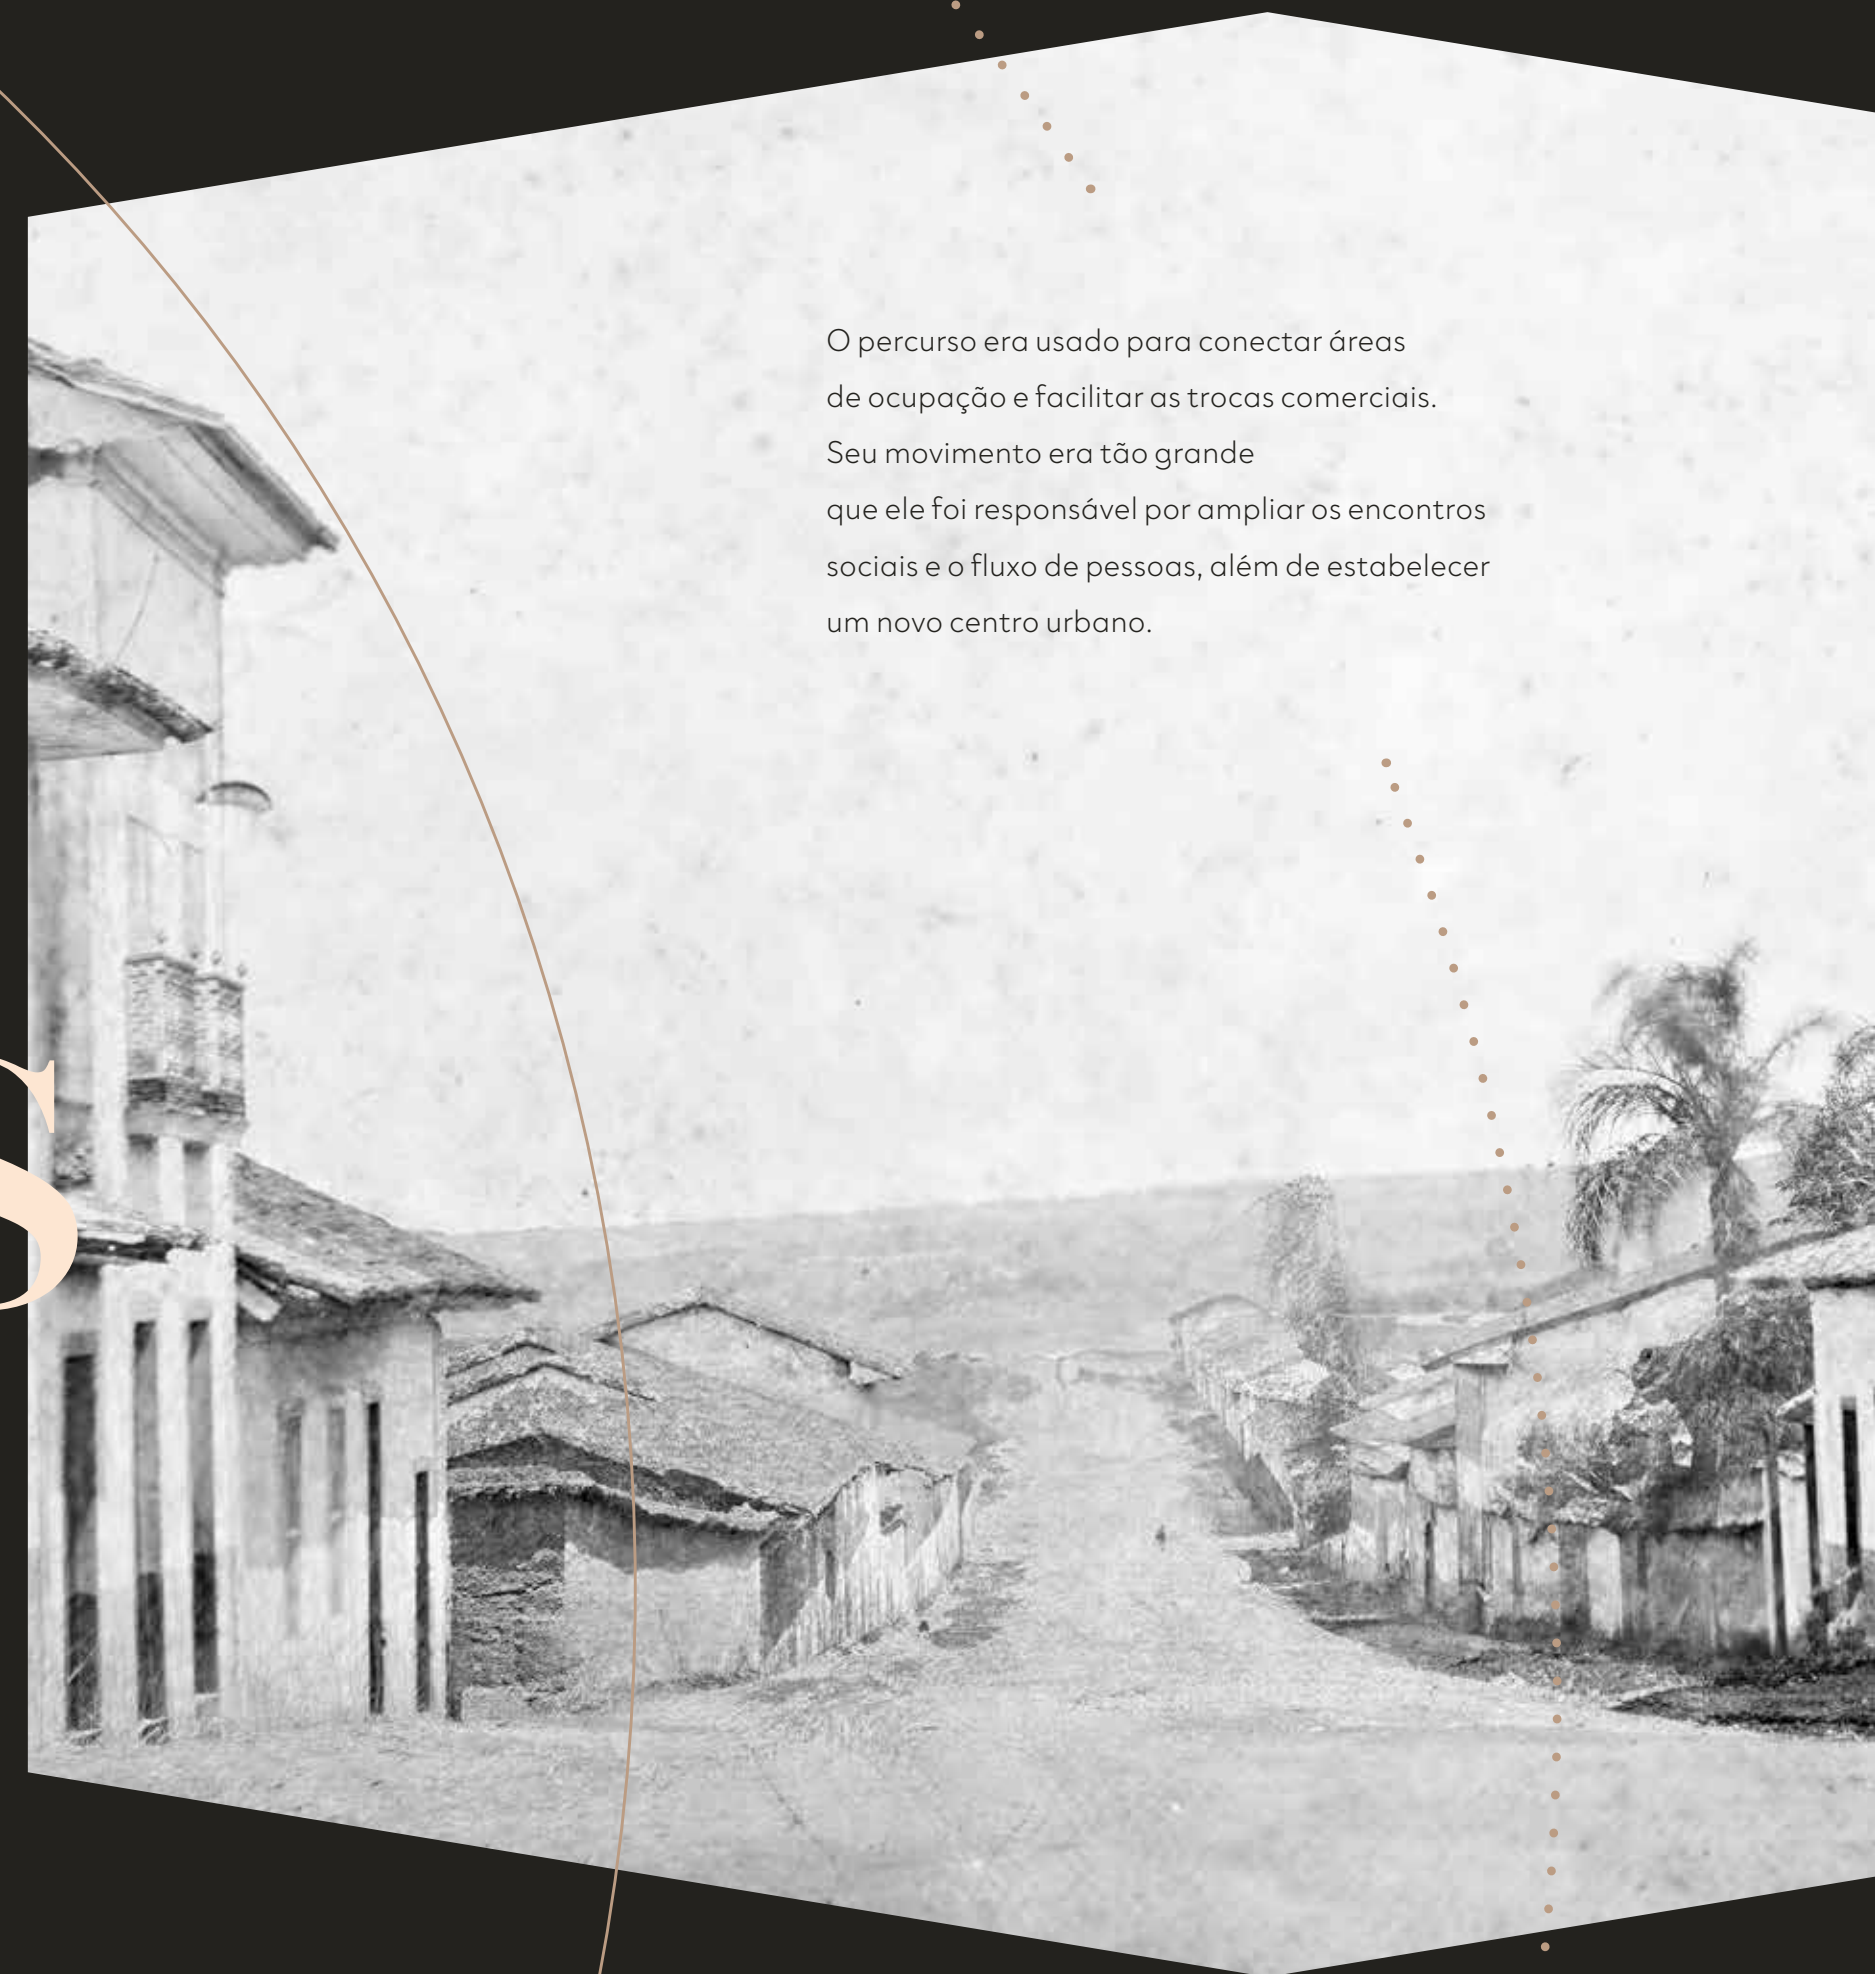 O percurso era usado para conectar áreas
de ocupação e facilitar as trocas comerciais.
Seu movimento era tão grande
que ele foi responsável por ampliar os encontros
sociais e o fluxo de pessoas, além de estabelecer
um novo centro urbano.
S